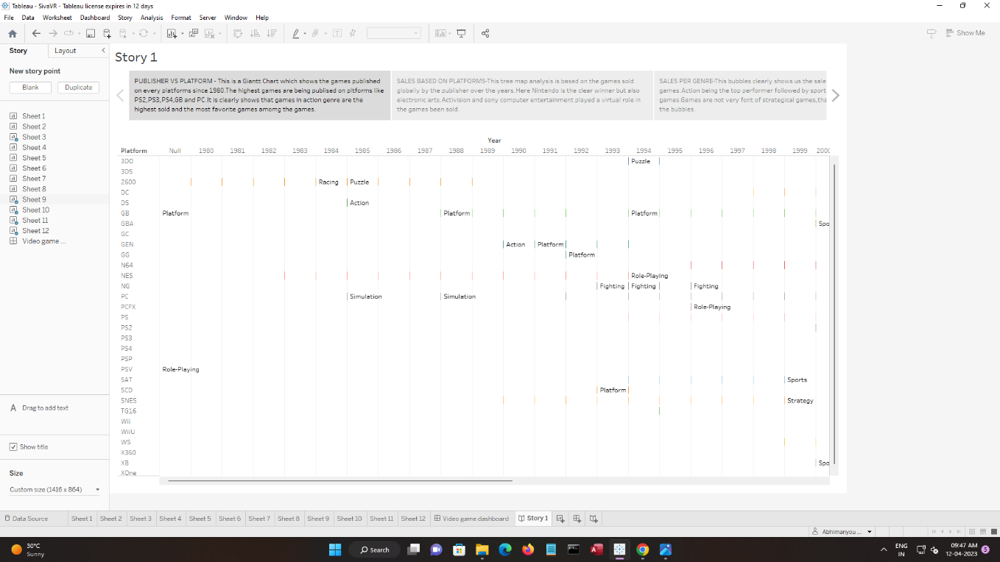 Tableau - SivaVR - Tableau license expires in 12 days
File Data Worksheet Dashboard Story Analysis Format Server Window Help
Show Me
Story Layout
New story point
Blank Duplicate
Sheet 1
Sheet 2
Sheet 3
Sheet 4
Sheet 5
Sheet 6
Sheet 7
Sheet 8
Sheet 9
Sheet 10
Sheet 11
Sheet 12
Video game ...
A Drag to add text
Show title
Size
Custom size (1416 x 864)
Story 1
PUBLISHER VS PLATFORM - This is a Giantt Chart which shows the games published
on every platforms since 1980.The highest games are being publised on pltforms like
PS2,PS3,PS4,GB and PC.It is clearly shows that games in action genre are the
highest sold and the most favorite games amomg the games.
SALES BASED ON PLATFORMS-This tree map analysis is based on the games sold
globally by the publisher over the years.Here Nintendo is the clear winner but also
electronic arts.Activision and sony computer entertainment played a virtual role in
the games been sold.
SALES PER GENRE-This bubbles clearly shows us the sale
games.Action being the top performer followed by sport
games.Games are not very font of strategical games,tha
the bubbles.
Year
Platform Null 1980 1981 1982 1983 1984 1985 1986 1987 1988 1989 1990 1991 1992 1993 1994 1995 1996 1997 1998 1999 2000
3DO Puzzle
3DS
2600 Racing Puzzle
DC
DS Action
GB Platform Platform Platform
GBA Spo
GC
GEN Action Platform
GG Platform
N64
NES Role-Playing
NG Fighting Fighting Fighting
PC Simulation Simulation
PCFX Role-Playing
PS
PS2
PS3
PS4
PSP
PSV Role-Playing
SAT Sports
SCD Platform
SNES Strategy
TG16
Wii
WiiU
WS
X360
XB Spo
XOne
Data Source Sheet 1 Sheet 2 Sheet 3 Sheet 4 Sheet 5 Sheet 6 Sheet 7 Sheet 8 Sheet 9 Sheet 10 Sheet 11 Sheet 12 Video game dashboard Story 1
Abhimanyou ...
30°C
Sunny
Search
ENG
IN
09:47 AM
12-04-2023
5